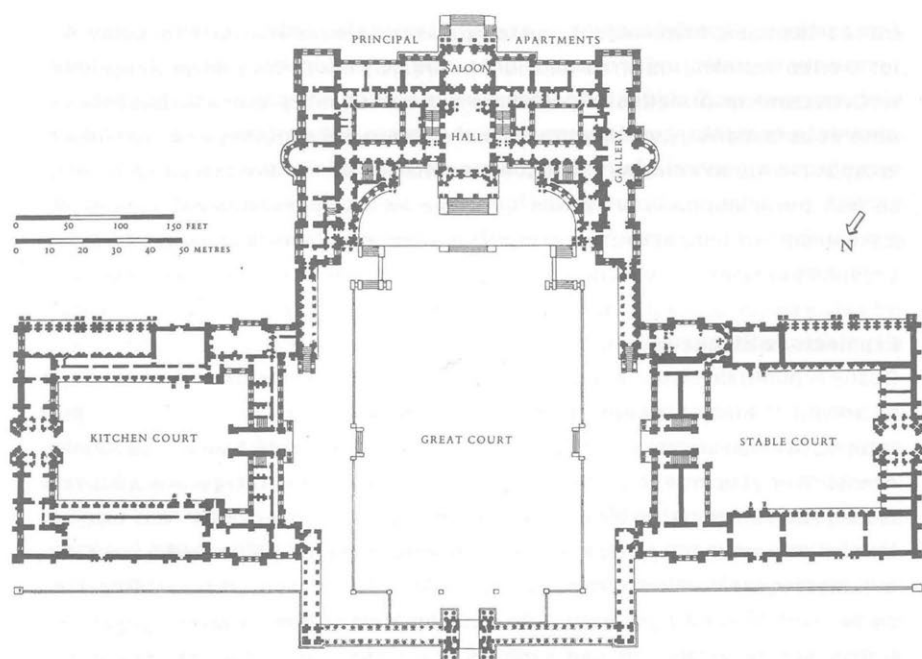 PRINCIPAL APARTMENTS
SALOON
HALL
GALLERY
0 50 100 150 FEET
0 10 20 30 40 50 METRES
N
KITCHEN COURT
GREAT COURT
STABLE COURT